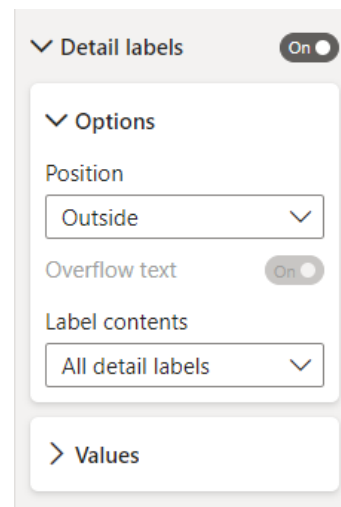 Detail labels On
Options
Position
Outside
Overflow text On
Label contents
All detail labels
Values